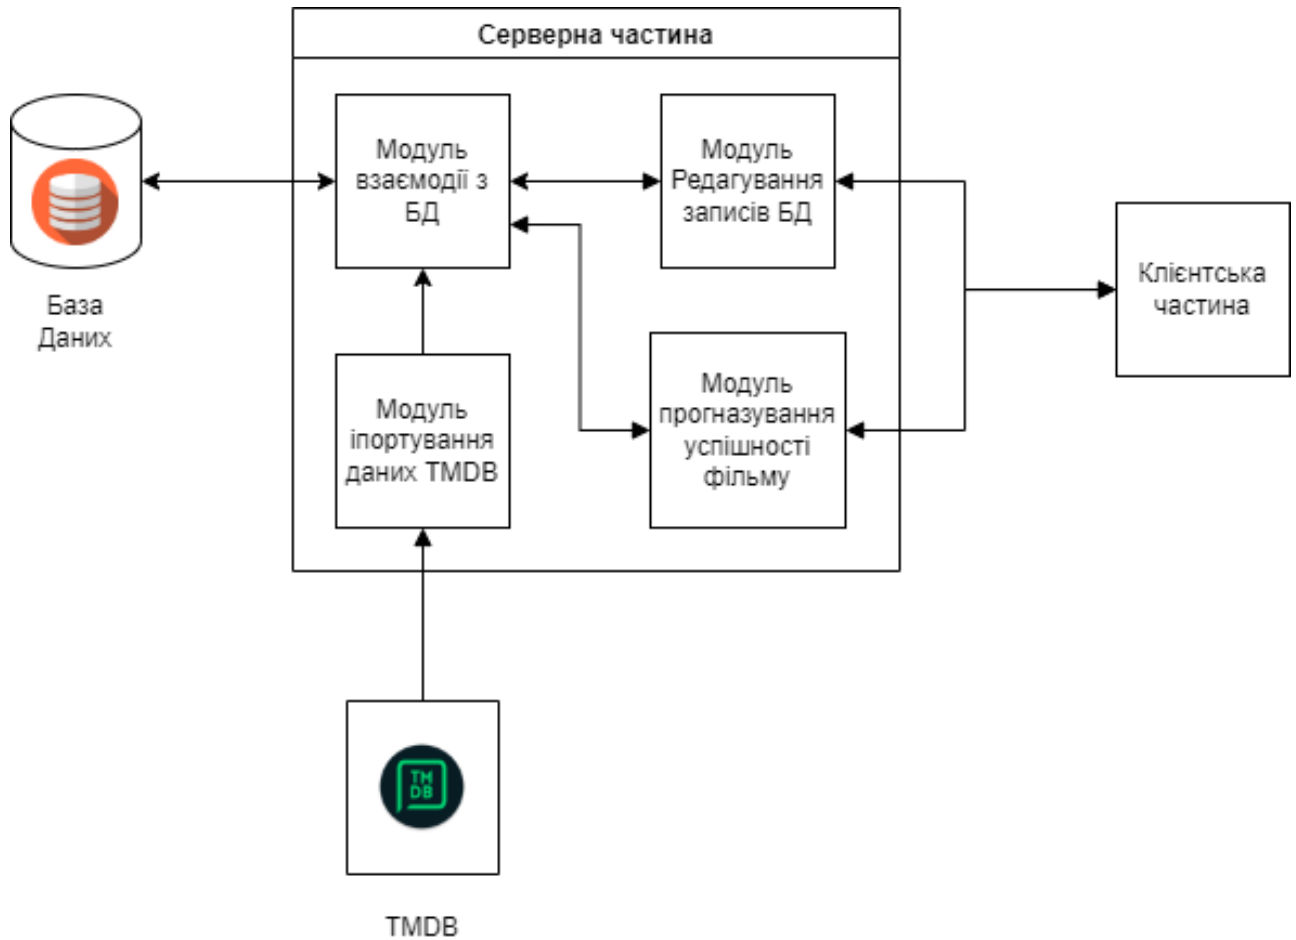 Серверна частина
Модуль
взаємодії з
БД
Модуль
Редагування
записів БД
База
Даних
Клієнтська
частина
Модуль
іпортування
даних TMDB
Модуль
прогназування
успішності
фільму
TM
DB
TMDB